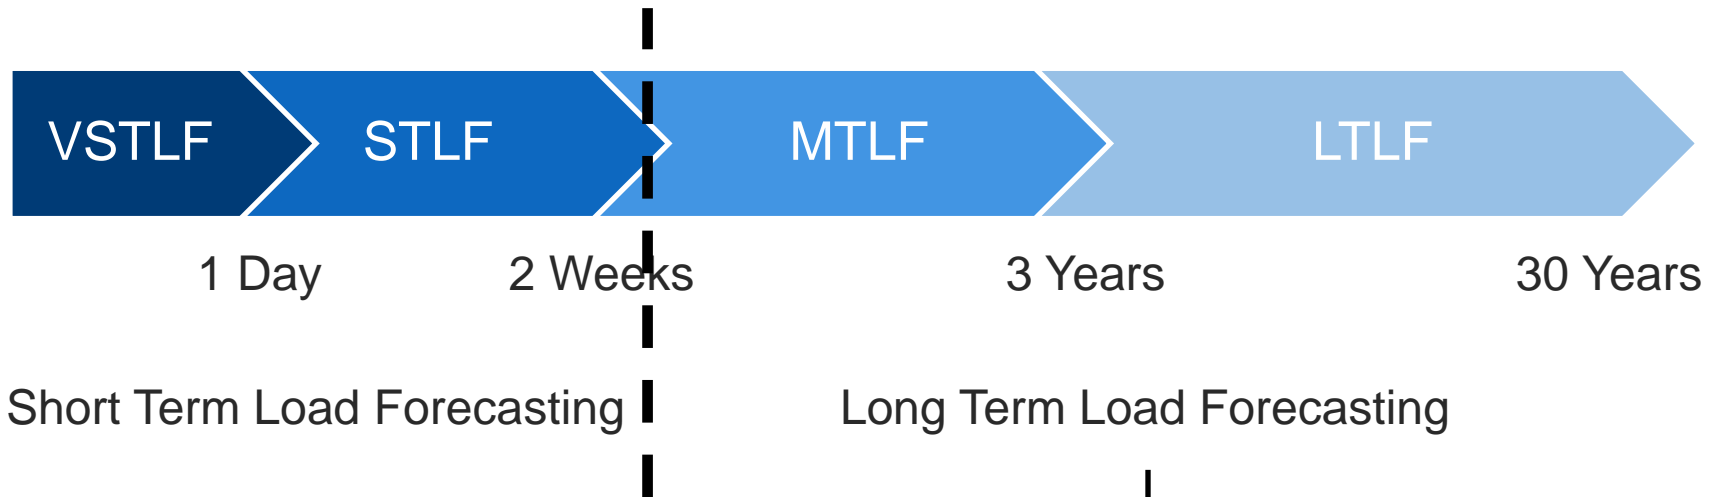 VSTLF STLF MTLF LTLF
1 Day 2 Weeks 3 Years 30 Years
Short Term Load Forecasting Long Term Load Forecasting